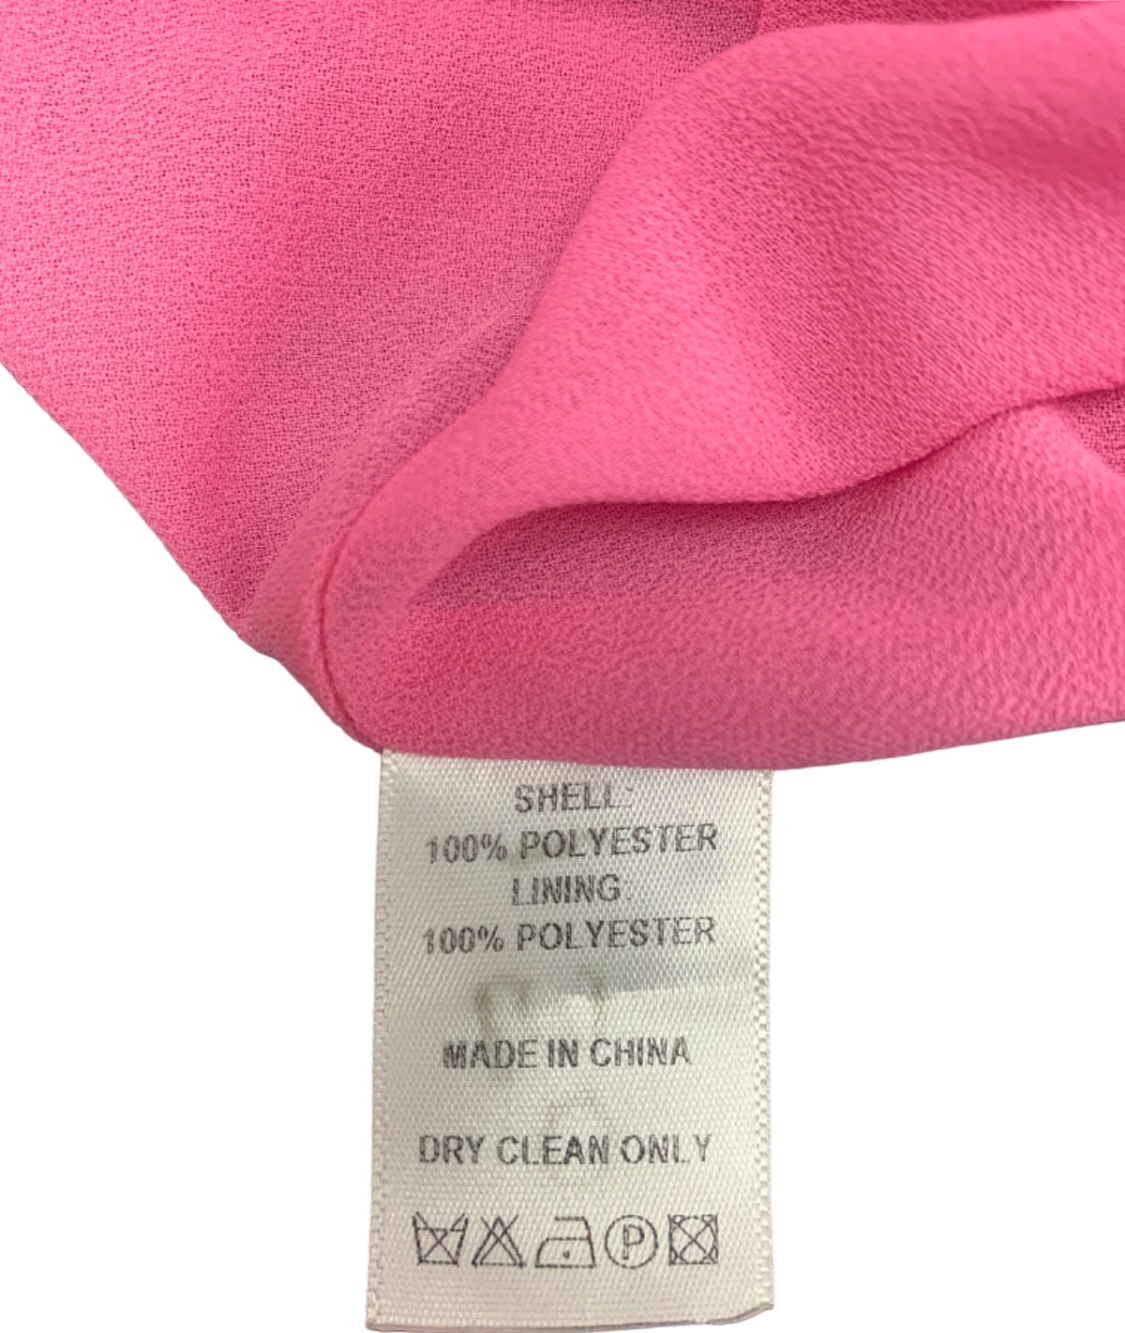 SHELL:
100% POLYESTER
LINING:
100% POLYESTER
MADE IN CHINA
DRY CLEAN ONLY
P